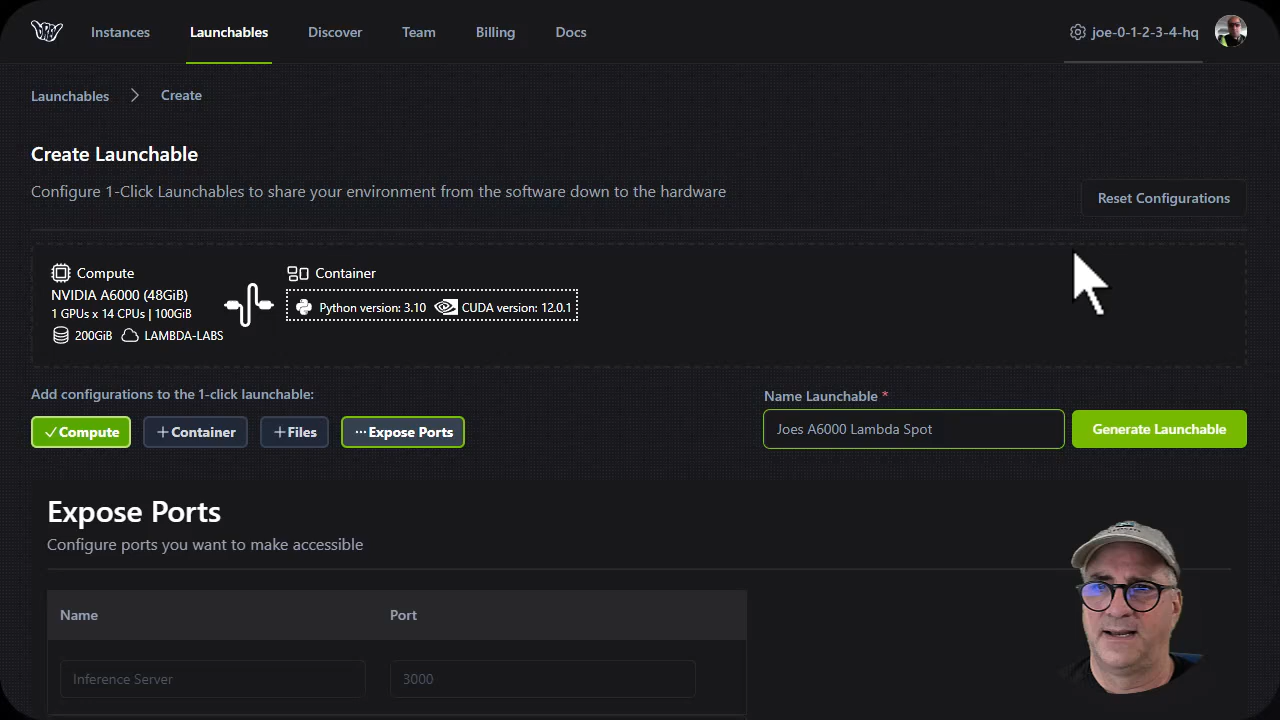 Instances
Launchables
Discover
Team
Billing
Docs
joe-0-1-2-3-4-hq
Launchables
Create
Create Launchable
Configure 1-Click Launchables to share your environment from the software down to the hardware
Reset Configurations
Compute
NVIDIA A6000 (48GiB)
1 GPUs x 14 CPUs | 100GiB
200GiB
LAMBDA-LABS
Container
Python version: 3.10
CUDA version: 12.0.1
Add configurations to the 1-click launchable:
Compute
Container
Files
Expose Ports
Name Launchable *
Joes A6000 Lambda Spot
Generate Launchable
Expose Ports
Configure ports you want to make accessible
Name
Port
Inference Server
3000